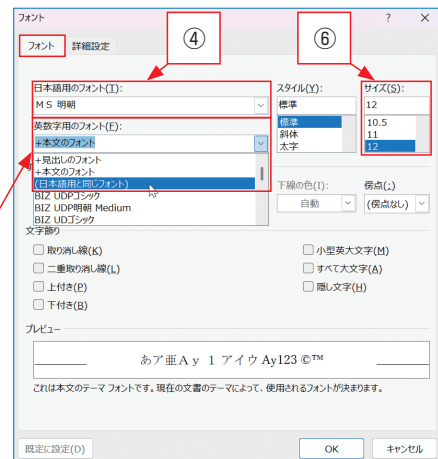 フォント ? ×
フォント 詳細設定
④ ⑥
日本語用のフォント(T): スタイル(Y): サイズ(S):
ＭＳ 明朝 標準 12
標準 10.5
斜体 11
太字 12
英数字用のフォント(F):
+本文のフォント
+見出しのフォント
+本文のフォント
(日本語用と同じフォント)
BIZ UDPゴシック
BIZ UDP明朝 Medium
BIZ UDゴシック
下線の色(I): 傍点(:)
自動 (傍点なし)
文字飾り
取り消し線(K) 小型英大文字(M)
二重取り消し線(L) すべて大文字(A)
上付き(P) 隠し文字(H)
下付き(B)
プレビュー
あア亜Ａｙ １ アイウ Ay123 ©™
これは本文のテーマ フォントです。現在の文書のテーマによって、使用されるフォントが決まります。
既定に設定(D) OK キャンセル